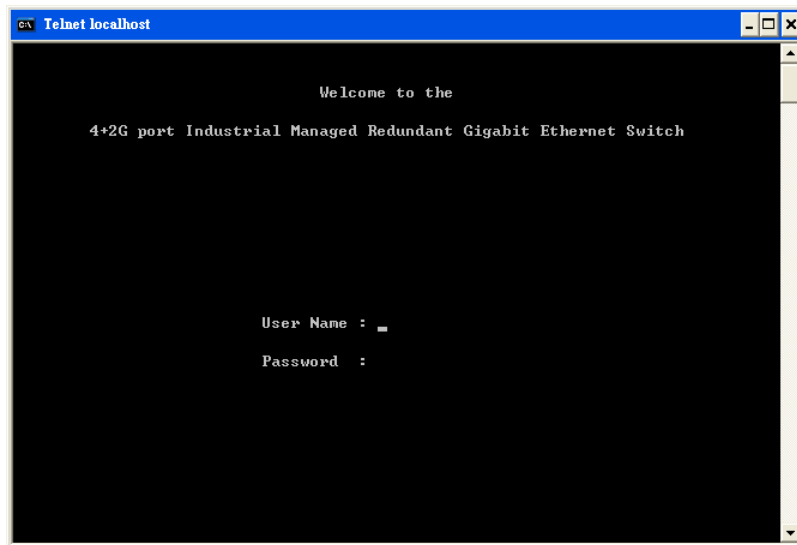 Telnet localhost
Welcome to the
4+2G port Industrial Managed Redundant Gigabit Ethernet Switch
User Name : _
Password :